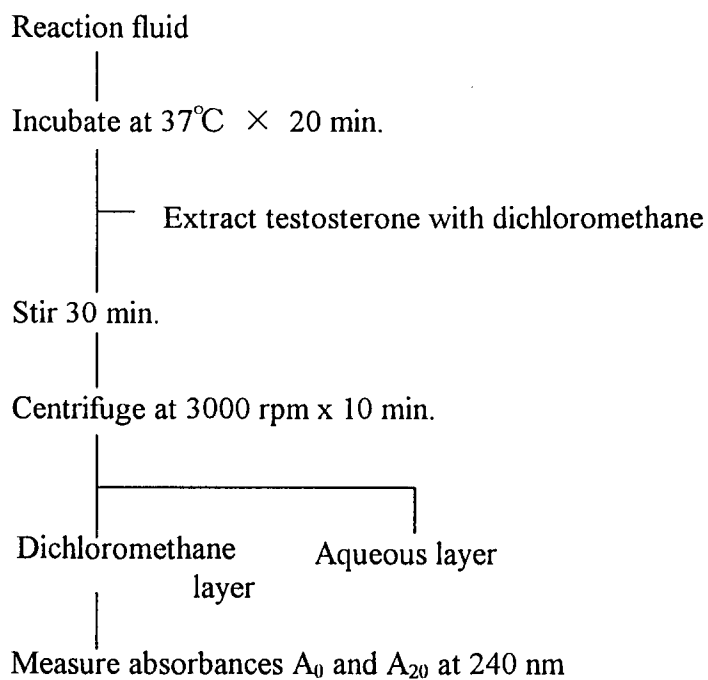 Reaction fluid
Incubate at 37℃ × 20 min.
Extract testosterone with dichloromethane
Stir 30 min.
Centrifuge at 3000 rpm x 10 min.
Dichloromethane layer
Aqueous layer
Measure absorbances A₀ and A₂₀ at 240 nm